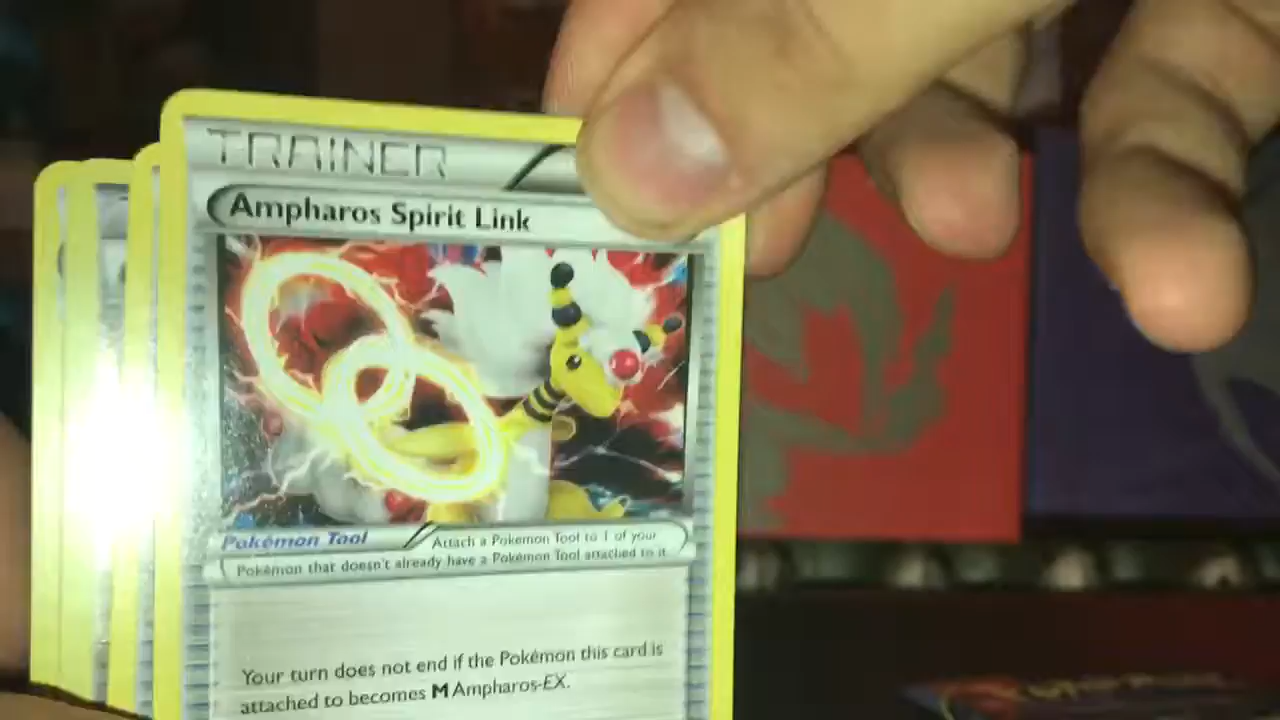 TRAINER
Ampharos Spirit Link
Pokémon Tool
Attach a Pokémon Tool to 1 of your
Pokémon that doesn't already have a Pokémon Tool attached to it.
Your turn does not end if the Pokémon this card is
attached to becomes M Ampharos-EX.